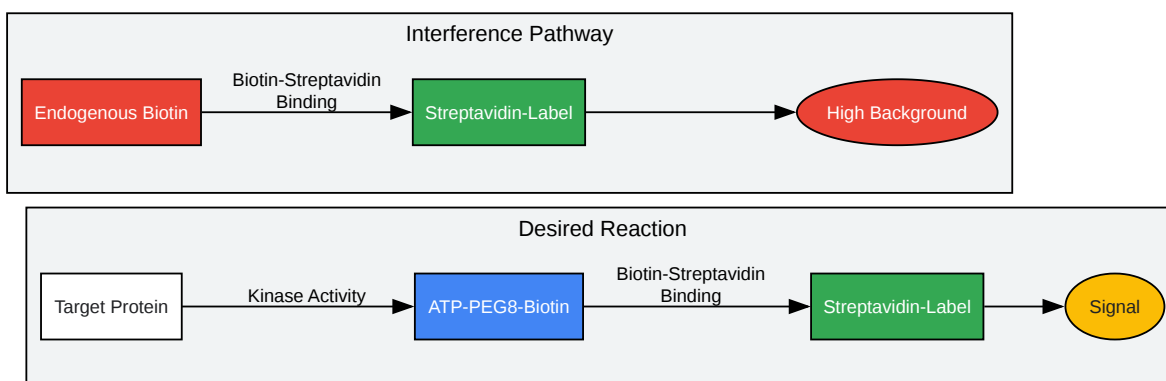 Interference Pathway
Endogenous Biotin
Biotin-Streptavidin
Binding
Streptavidin-Label
High Background
Desired Reaction
Target Protein
Kinase Activity
ATP-PEG8-Biotin
Biotin-Streptavidin
Binding
Streptavidin-Label
Signal